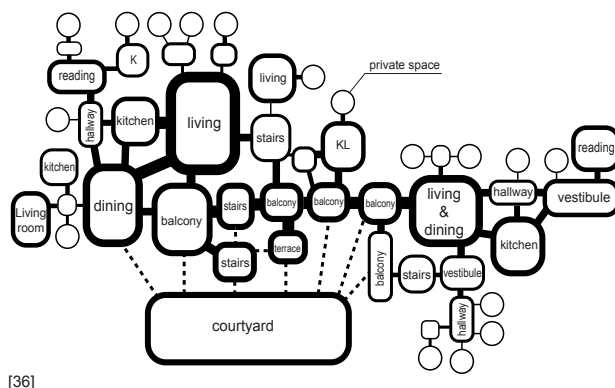 living
private space
K
reading
hallway
kitchen
living
stairs
KL
kitchen
reading
Living
room
dining
balcony
stairs
balcony
balcony
balcony
living
&
dining
hallway
vestibule
kitchen
stairs
terrace
balcony
stairs
vestibule
hallway
courtyard
[36]